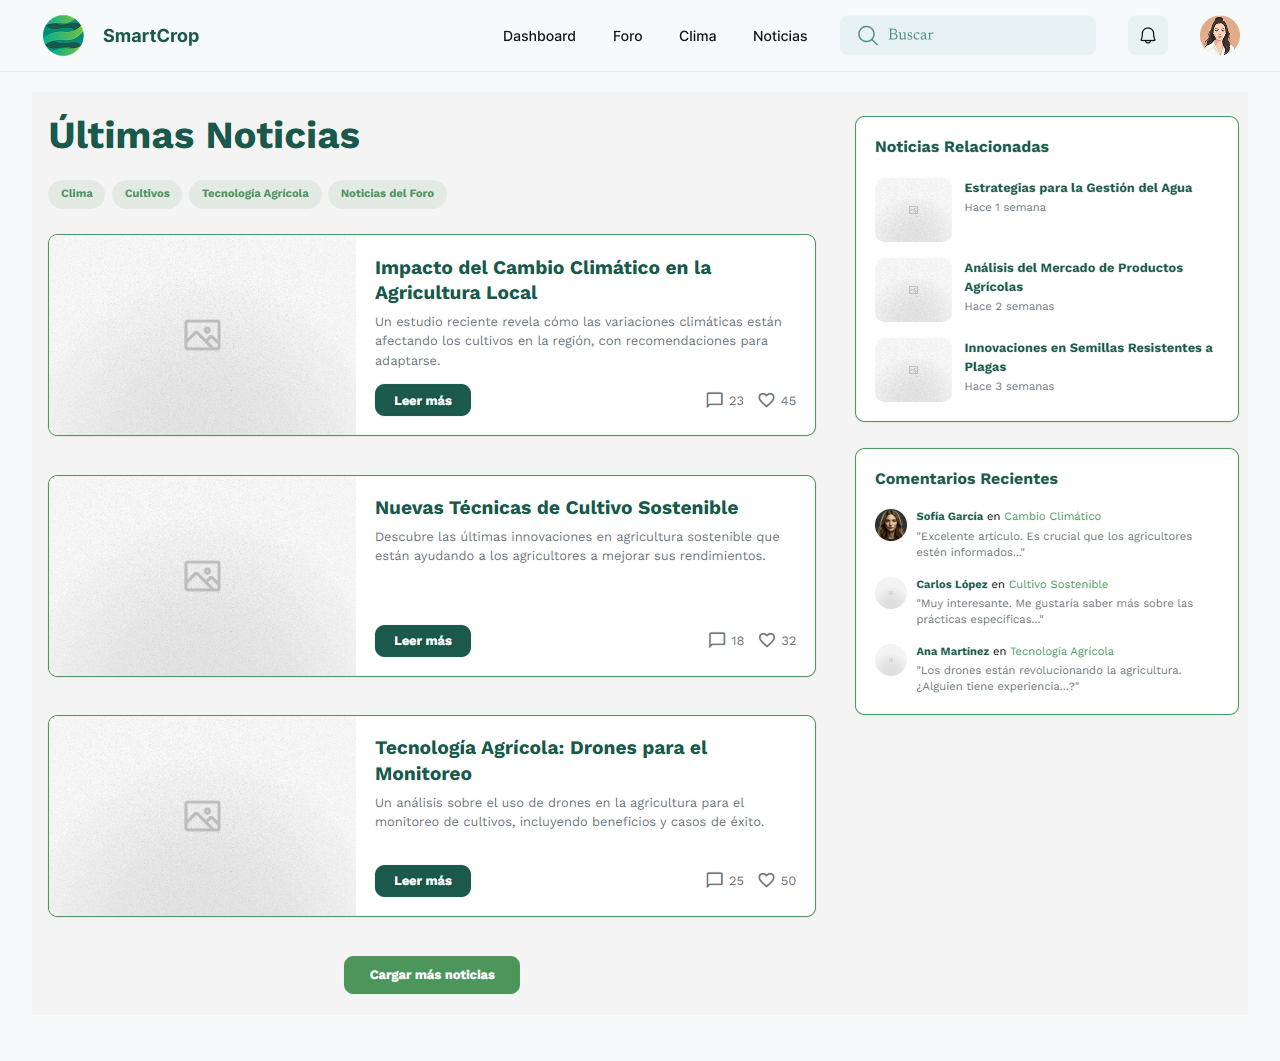 SmartCrop
Dashboard
Foro
Clima
Noticias
Buscar
Últimas Noticias
Clima
Cultivos
Tecnología Agrícola
Noticias del Foro
Impacto del Cambio Climático en la
Agricultura Local
Un estudio reciente revela cómo las variaciones climáticas están
afectando los cultivos en la región, con recomendaciones para
adaptarse.
Leer más
23
45
Nuevas Técnicas de Cultivo Sostenible
Descubre las últimas innovaciones en agricultura sostenible que
están ayudando a los agricultores a mejorar sus rendimientos.
Leer más
18
32
Tecnología Agrícola: Drones para el
Monitoreo
Un análisis sobre el uso de drones en la agricultura para el
monitoreo de cultivos, incluyendo beneficios y casos de éxito.
Leer más
25
50
Cargar más noticias
Noticias Relacionadas
Estrategias para la Gestión del Agua
Hace 1 semana
Análisis del Mercado de Productos
Agrícolas
Hace 2 semanas
Innovaciones en Semillas Resistentes a
Plagas
Hace 3 semanas
Comentarios Recientes
Sofía García en Cambio Climático
"Excelente artículo. Es crucial que los agricultores
estén informados..."
Carlos López en Cultivo Sostenible
"Muy interesante. Me gustaría saber más sobre las
prácticas específicas..."
Ana Martínez en Tecnología Agrícola
"Los drones están revolucionando la agricultura.
¿Alguien tiene experiencia...?"